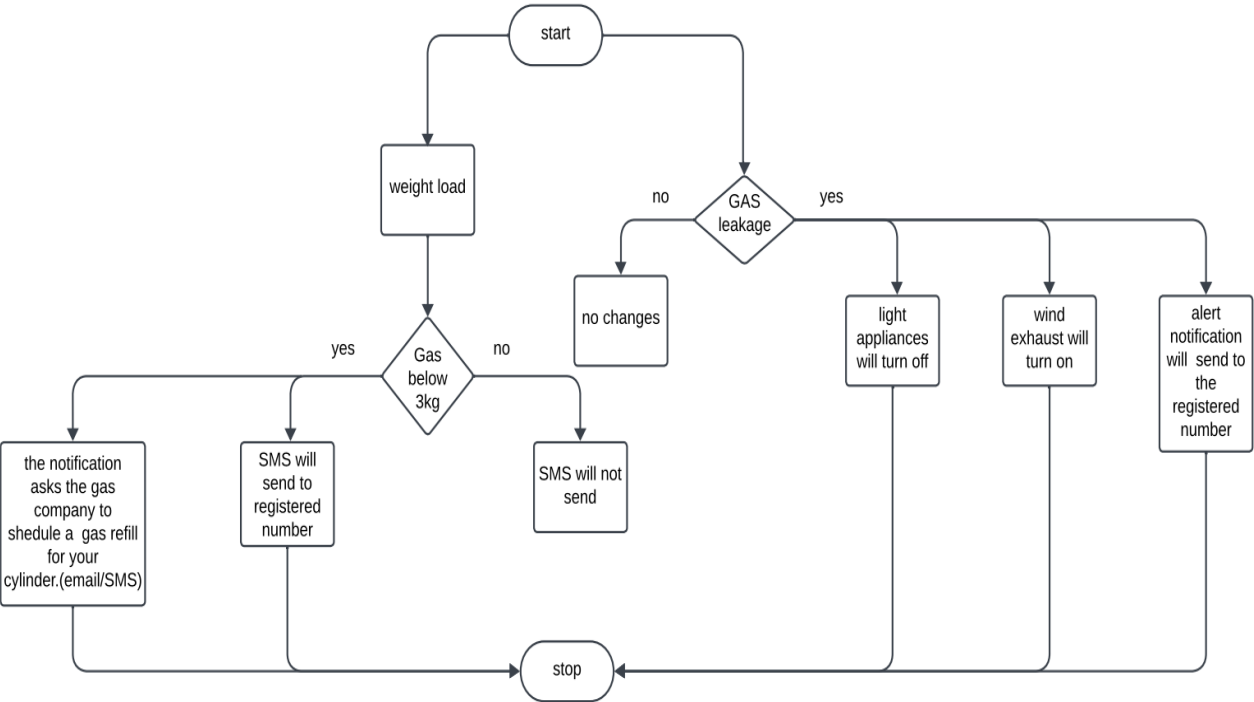 start
weight load
no
GAS
leakage
yes
no changes
light
appliances
will turn off
wind
exhaust will
turn on
alert
notification
will send to
the
registered
number
yes
Gas
below
3kg
no
the notification
asks the gas
company to
shedule a gas refill
for your
cylinder.(email/SMS)
SMS will
send to
registered
number
SMS will not
send
stop